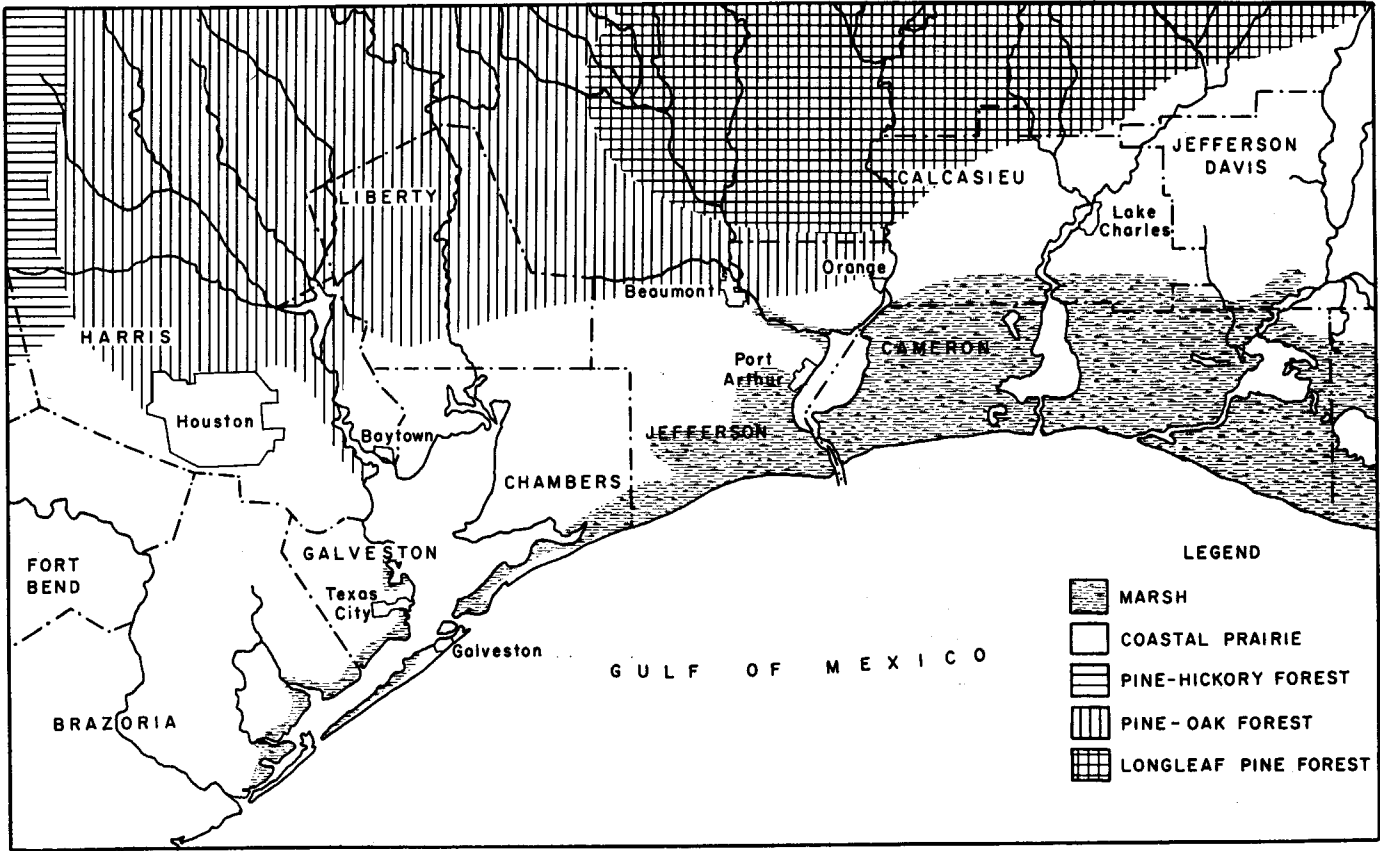 JEFFERSON
DAVIS
CALCASIEU
LIBERTY
Lake
Charles
Orange
Beaumont
HARRIS
CAMERON
Port
Arthur
Houston
Baytown
JEFFERSON
CHAMBERS
GALVESTON
FORT
BEND
Texas
City
Galveston
GULF OF MEXICO
BRAZORIA
LEGEND
MARSH
COASTAL PRAIRIE
PINE-HICKORY FOREST
PINE-OAK FOREST
LONGLEAF PINE FOREST